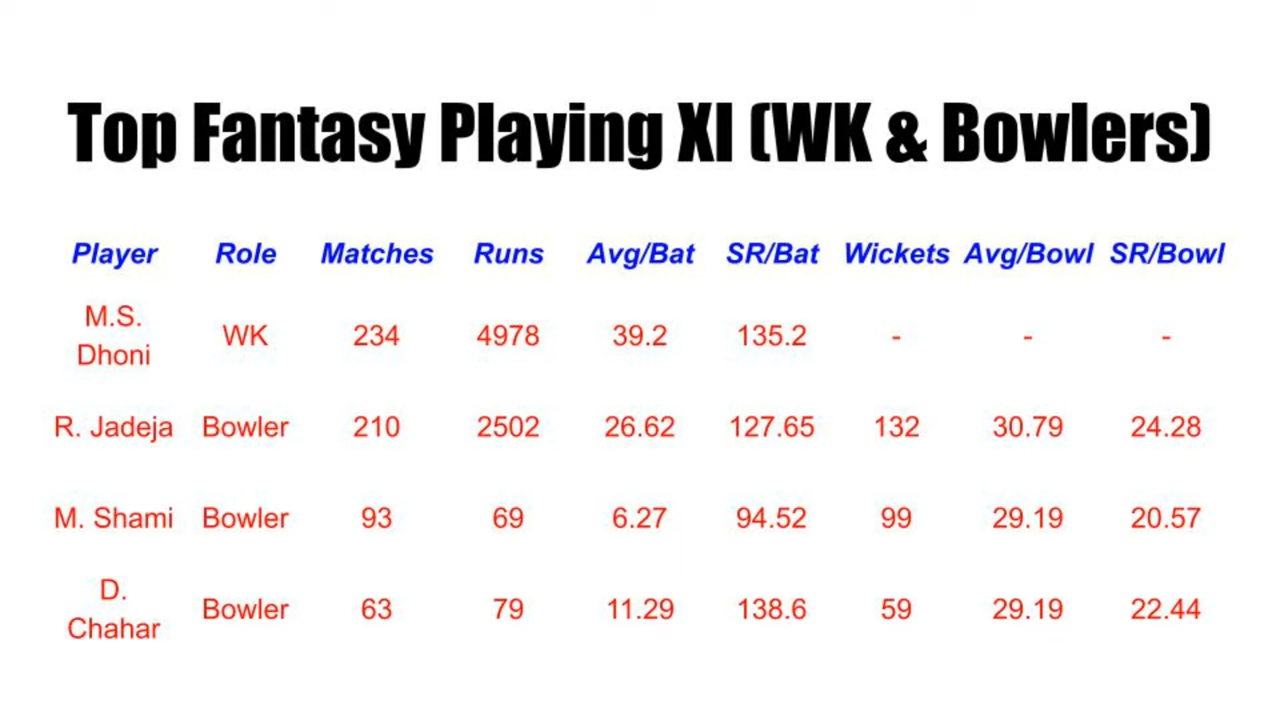 Top Fantasy Playing XI (WK & Bowlers)
Player Role Matches Runs Avg/Bat SR/Bat Wickets Avg/Bowl SR/Bowl
M.S.
Dhoni WK 234 4978 39.2 135.2 - - -
R. Jadeja Bowler 210 2502 26.62 127.65 132 30.79 24.28
M. Shami Bowler 93 69 6.27 94.52 99 29.19 20.57
D.
Chahar Bowler 63 79 11.29 138.6 59 29.19 22.44